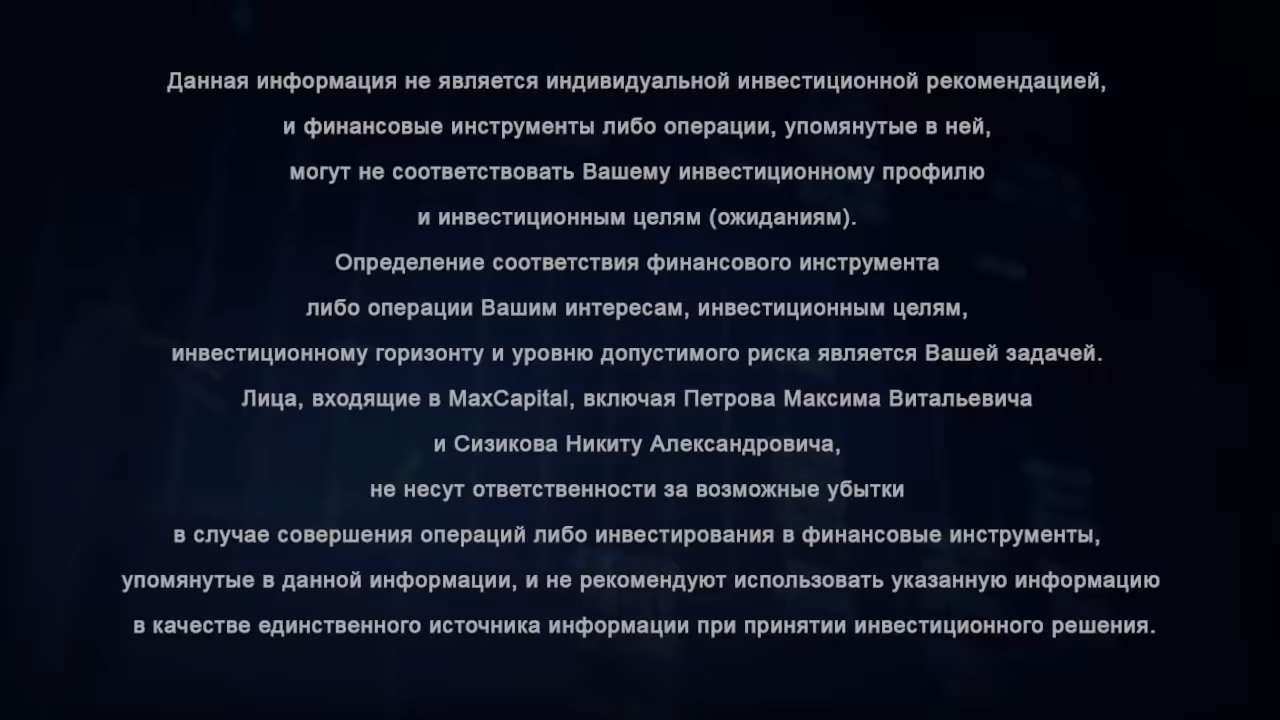 Данная информация не является индивидуальной инвестиционной рекомендацией,
и финансовые инструменты либо операции, упомянутые в ней,
могут не соответствовать Вашему инвестиционному профилю
и инвестиционным целям (ожиданиям).
Определение соответствия финансового инструмента
либо операции Вашим интересам, инвестиционным целям,
инвестиционному горизонту и уровню допустимого риска является Вашей задачей.
Лица, входящие в MaxCapital, включая Петрова Максима Витальевича
и Сизикова Никиту Александровича,
не несут ответственности за возможные убытки
в случае совершения операций либо инвестирования в финансовые инструменты,
упомянутые в данной информации, и не рекомендуют использовать указанную информацию
в качестве единственного источника информации при принятии инвестиционного решения.